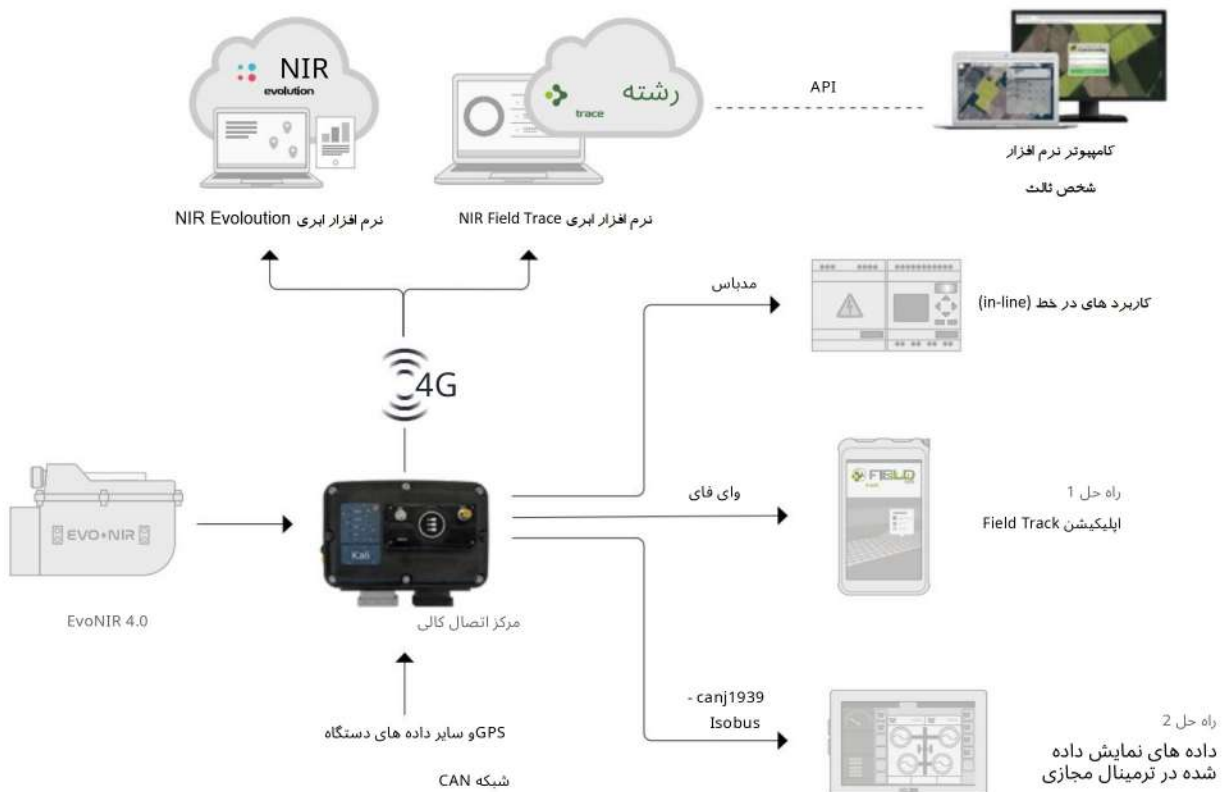 NIR
evolution
رشته
trace
API
کامپیوتر نرم افزار
شخص ثالث
نرم افزار ابری NIR Evoloution
نرم افزار ابری NIR Field Trace
مدباس
کاربرد های در خط (in-line)
4G
EVO NIR
EvoNIR 4.0
Kali
مرکز اتصال کالی
وای فای
FIELD
راه حل 1
اپلیکیشن Field Track
GPSو سایر داده های دستگاه
شبکه CAN
- canj1939
Isobus
راه حل 2
داده های نمایش داده
شده در ترمینال مجازی